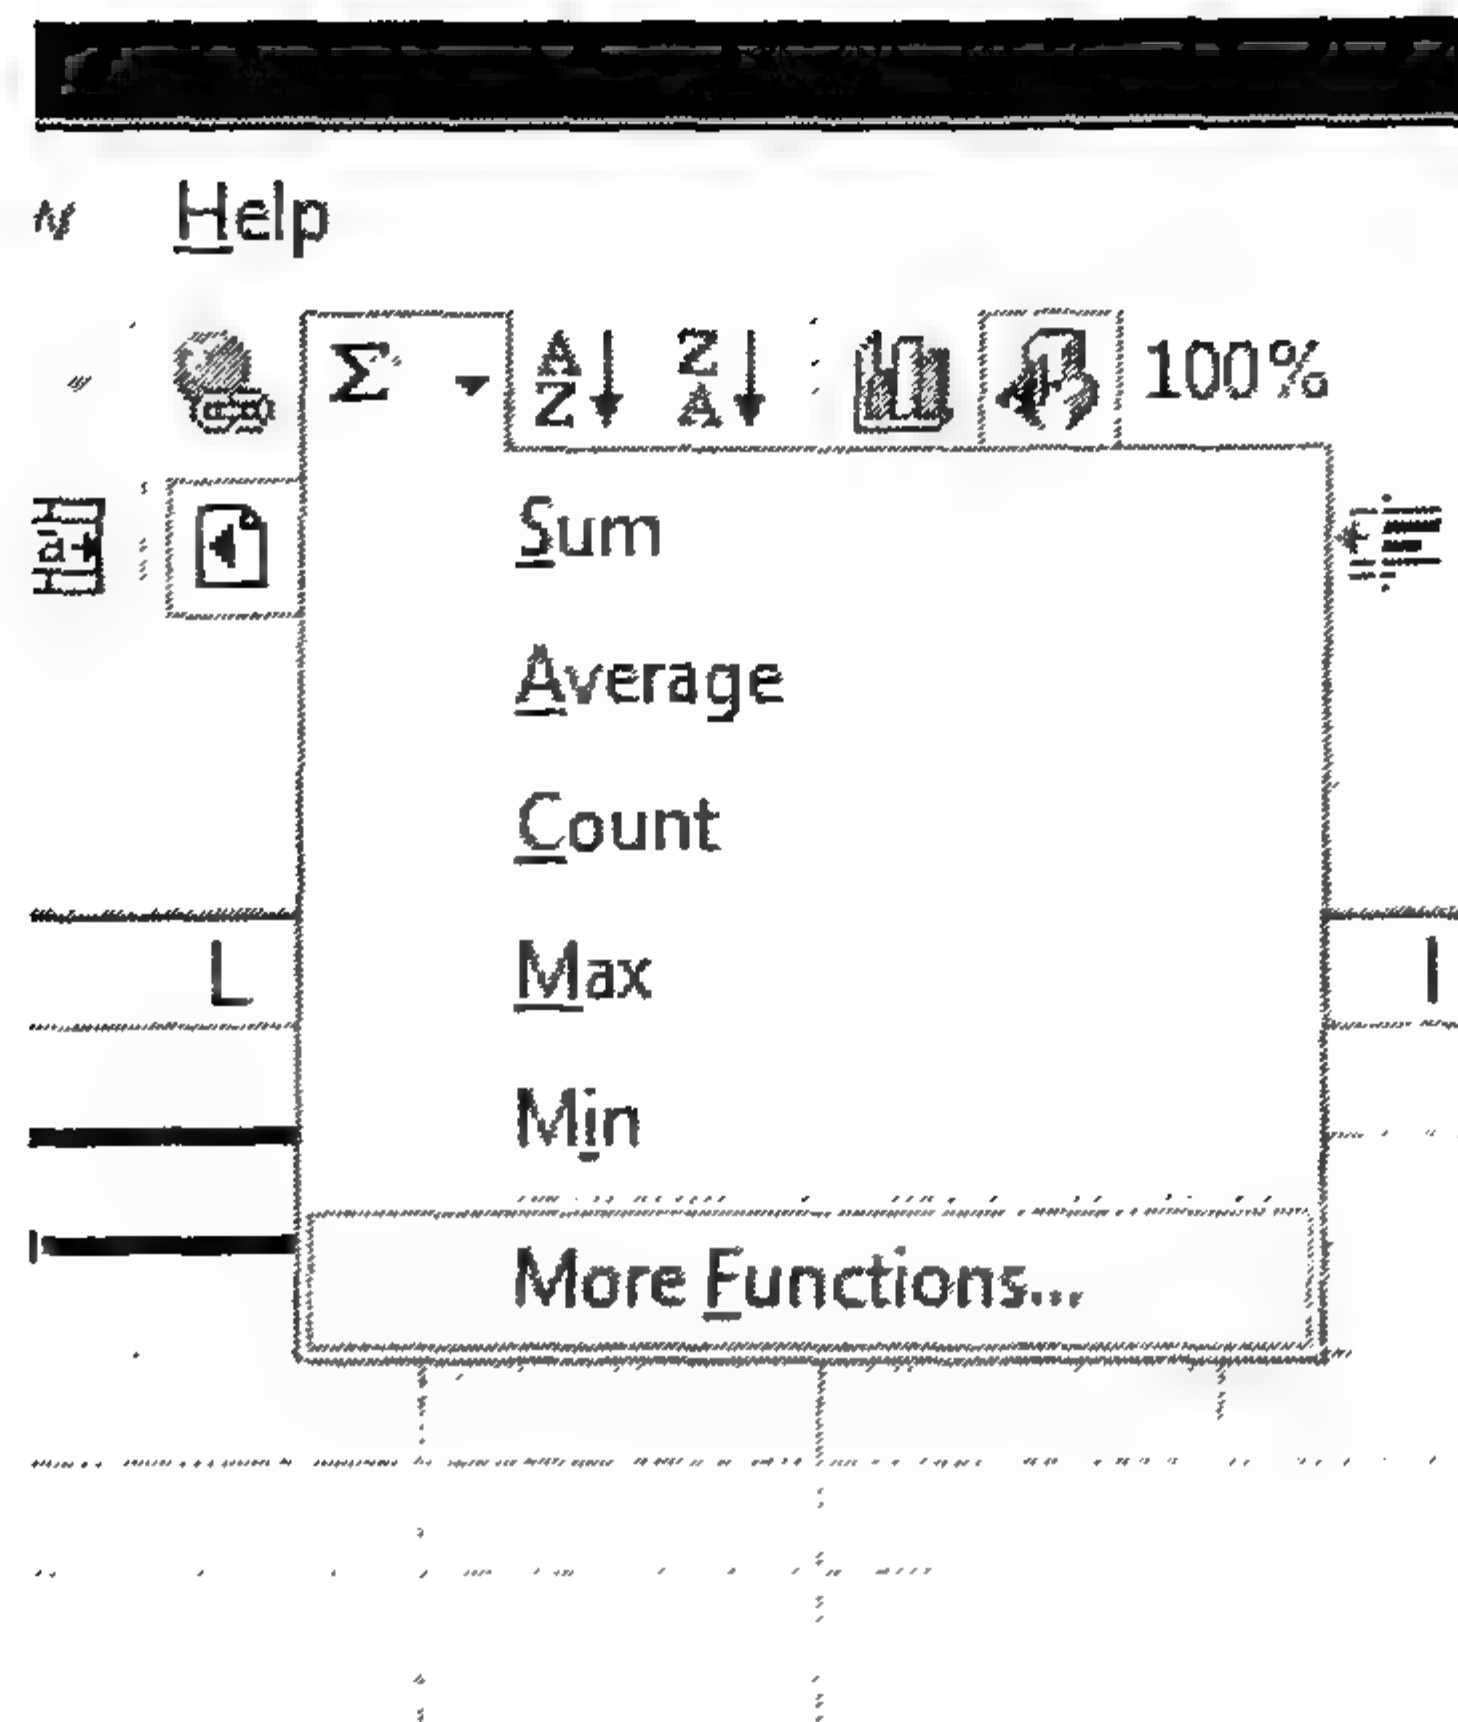 Help
Σ A Z Z A 100%
Sum
Average
Count
L Max
Min
More Functions...